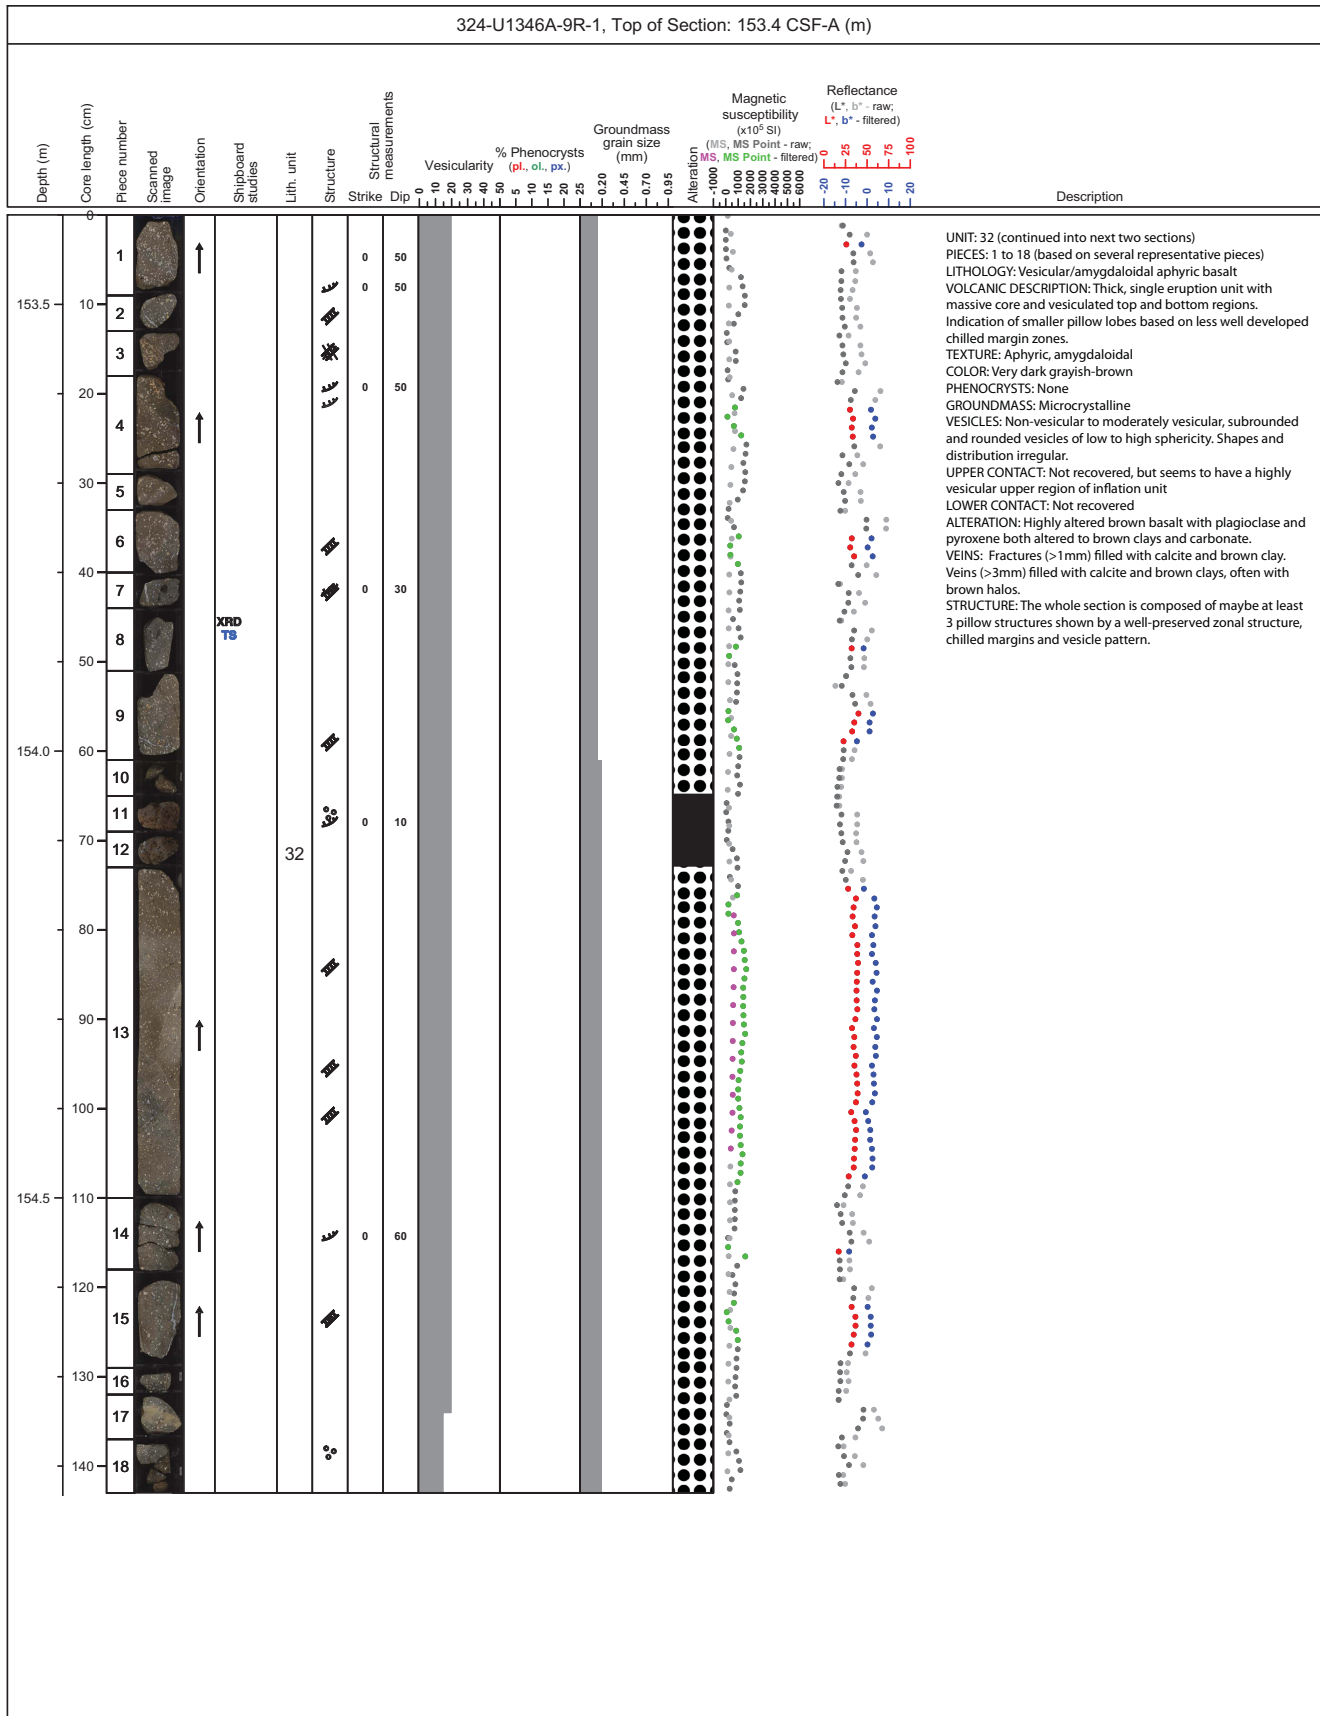 324-U1346A-9R-1, Top of Section: 153.4 CSF-A (m)
Depth (m)
Core length (cm)
Piece number
Scanned image
Orientation
Shipboard studies
Lith. unit
Structure
Structural measurements
Strike Dip
Vesicularity
0 10 20 30 40 50
% Phenocrysts
(pl., ol., px.)
5 10 15 20 25
Groundmass
grain size
(mm)
0.20 0.45 0.70 0.95
Alteration
Magnetic
susceptibility
(x10⁵ SI)
(MS, MS Point - raw;
MS, MS Point - filtered)
-1000 0 1000 2000 3000 4000 5000 6000
Reflectance
(L*, b* - raw;
L*, b* - filtered)
0 25 50 75 100
-20 -10 0 10 20
Description
0
1
0 50
0 50
153.5
10
2
3
20
0 50
4
30
5
6
40
7
0 30
XRD
TS
8
50
9
154.0
60
10
11
0 10
70
12
32
80
90
13
100
154.5
110
14
0 60
120
15
130
16
17
140
18
UNIT: 32 (continued into next two sections)
PIECES: 1 to 18 (based on several representative pieces)
LITHOLOGY: Vesicular/amygdaloidal aphyric basalt
VOLCANIC DESCRIPTION: Thick, single eruption unit with
massive core and vesiculated top and bottom regions.
Indication of smaller pillow lobes based on less well developed
chilled margin zones.
TEXTURE: Aphyric, amygdaloidal
COLOR: Very dark grayish-brown
PHENOCRYSTS: None
GROUNDMASS: Microcrystalline
VESICLES: Non-vesicular to moderately vesicular, subrounded
and rounded vesicles of low to high sphericity. Shapes and
distribution irregular.
UPPER CONTACT: Not recovered, but seems to have a highly
vesicular upper region of inflation unit
LOWER CONTACT: Not recovered
ALTERATION: Highly altered brown basalt with plagioclase and
pyroxene both altered to brown clays and carbonate.
VEINS: Fractures (>1mm) filled with calcite and brown clay.
Veins (>3mm) filled with calcite and brown clays, often with
brown halos.
STRUCTURE: The whole section is composed of maybe at least
3 pillow structures shown by a well-preserved zonal structure,
chilled margins and vesicle pattern.